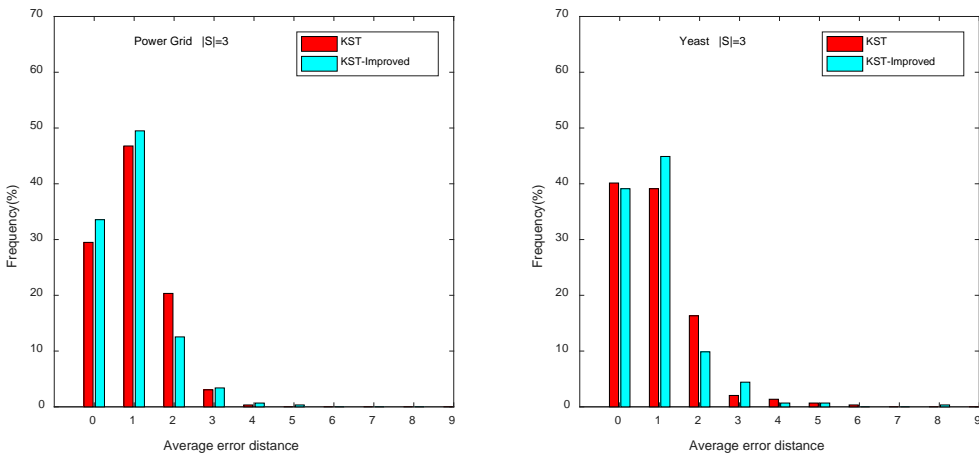 Power Grid |S|=3
KST
KST-Improved
Frequency(%)
70
60
50
40
30
20
10
0
0 1 2 3 4 5 6 7 8 9
Average error distance
Yeast |S|=3
KST
KST-Improved
Frequency(%)
70
60
50
40
30
20
10
0
0 1 2 3 4 5 6 7 8 9
Average error distance